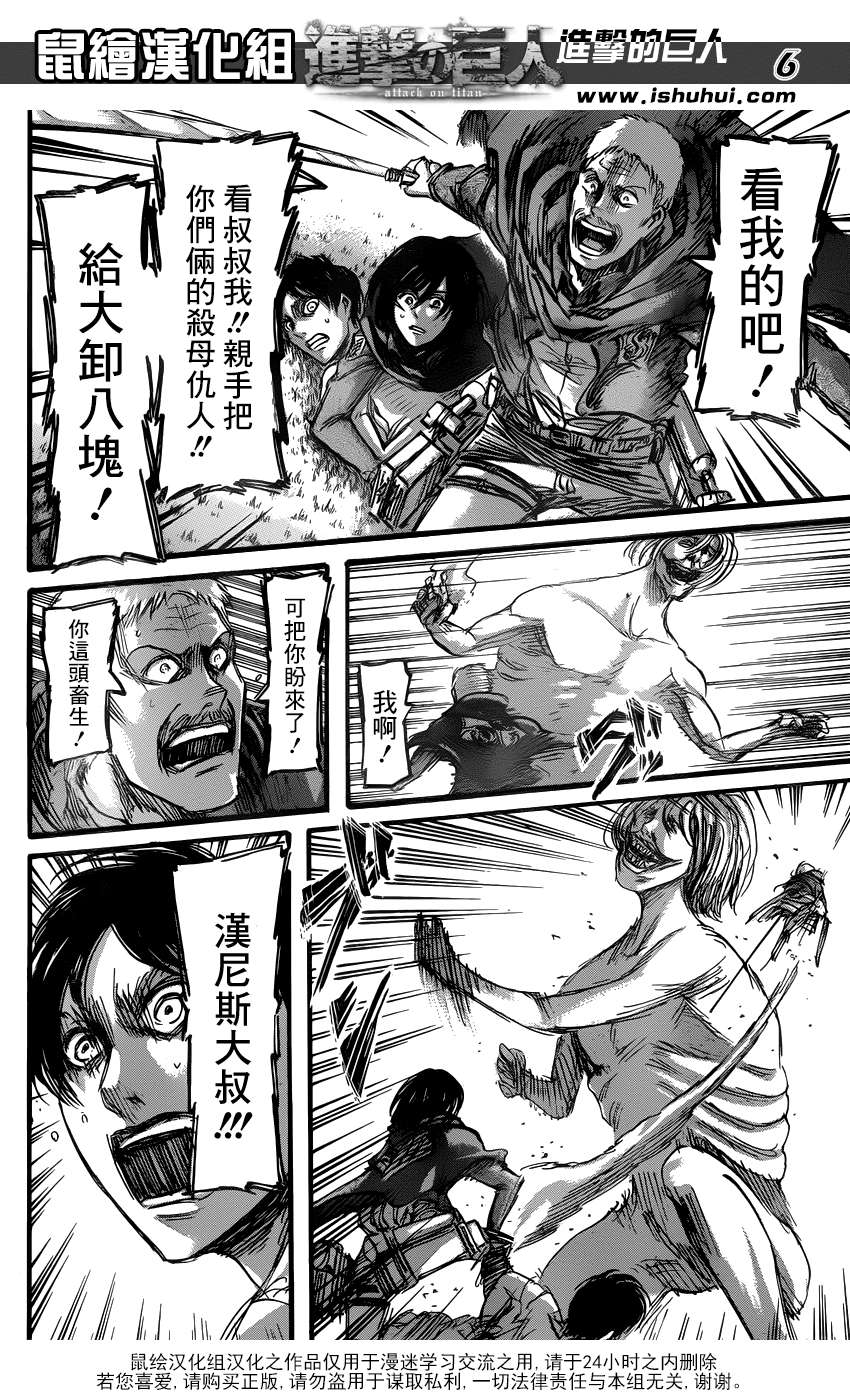 鼠繪漢化組
進撃の巨人
attack on titan
進擊的巨人
www.ishuhui.com
6
看我的吧！
看叔叔我!!親手把
你們倆的殺母仇人!!
給大卸八塊！
我啊！
可把你盼來了！
你這頭畜生！
漢尼斯大叔!!!
鼠绘汉化组汉化之作品仅用于漫迷学习交流之用,请于24小时之内删除
若您喜爱,请购买正版,请勿盗用于谋取私利,一切法律责任与本组无关,谢谢.